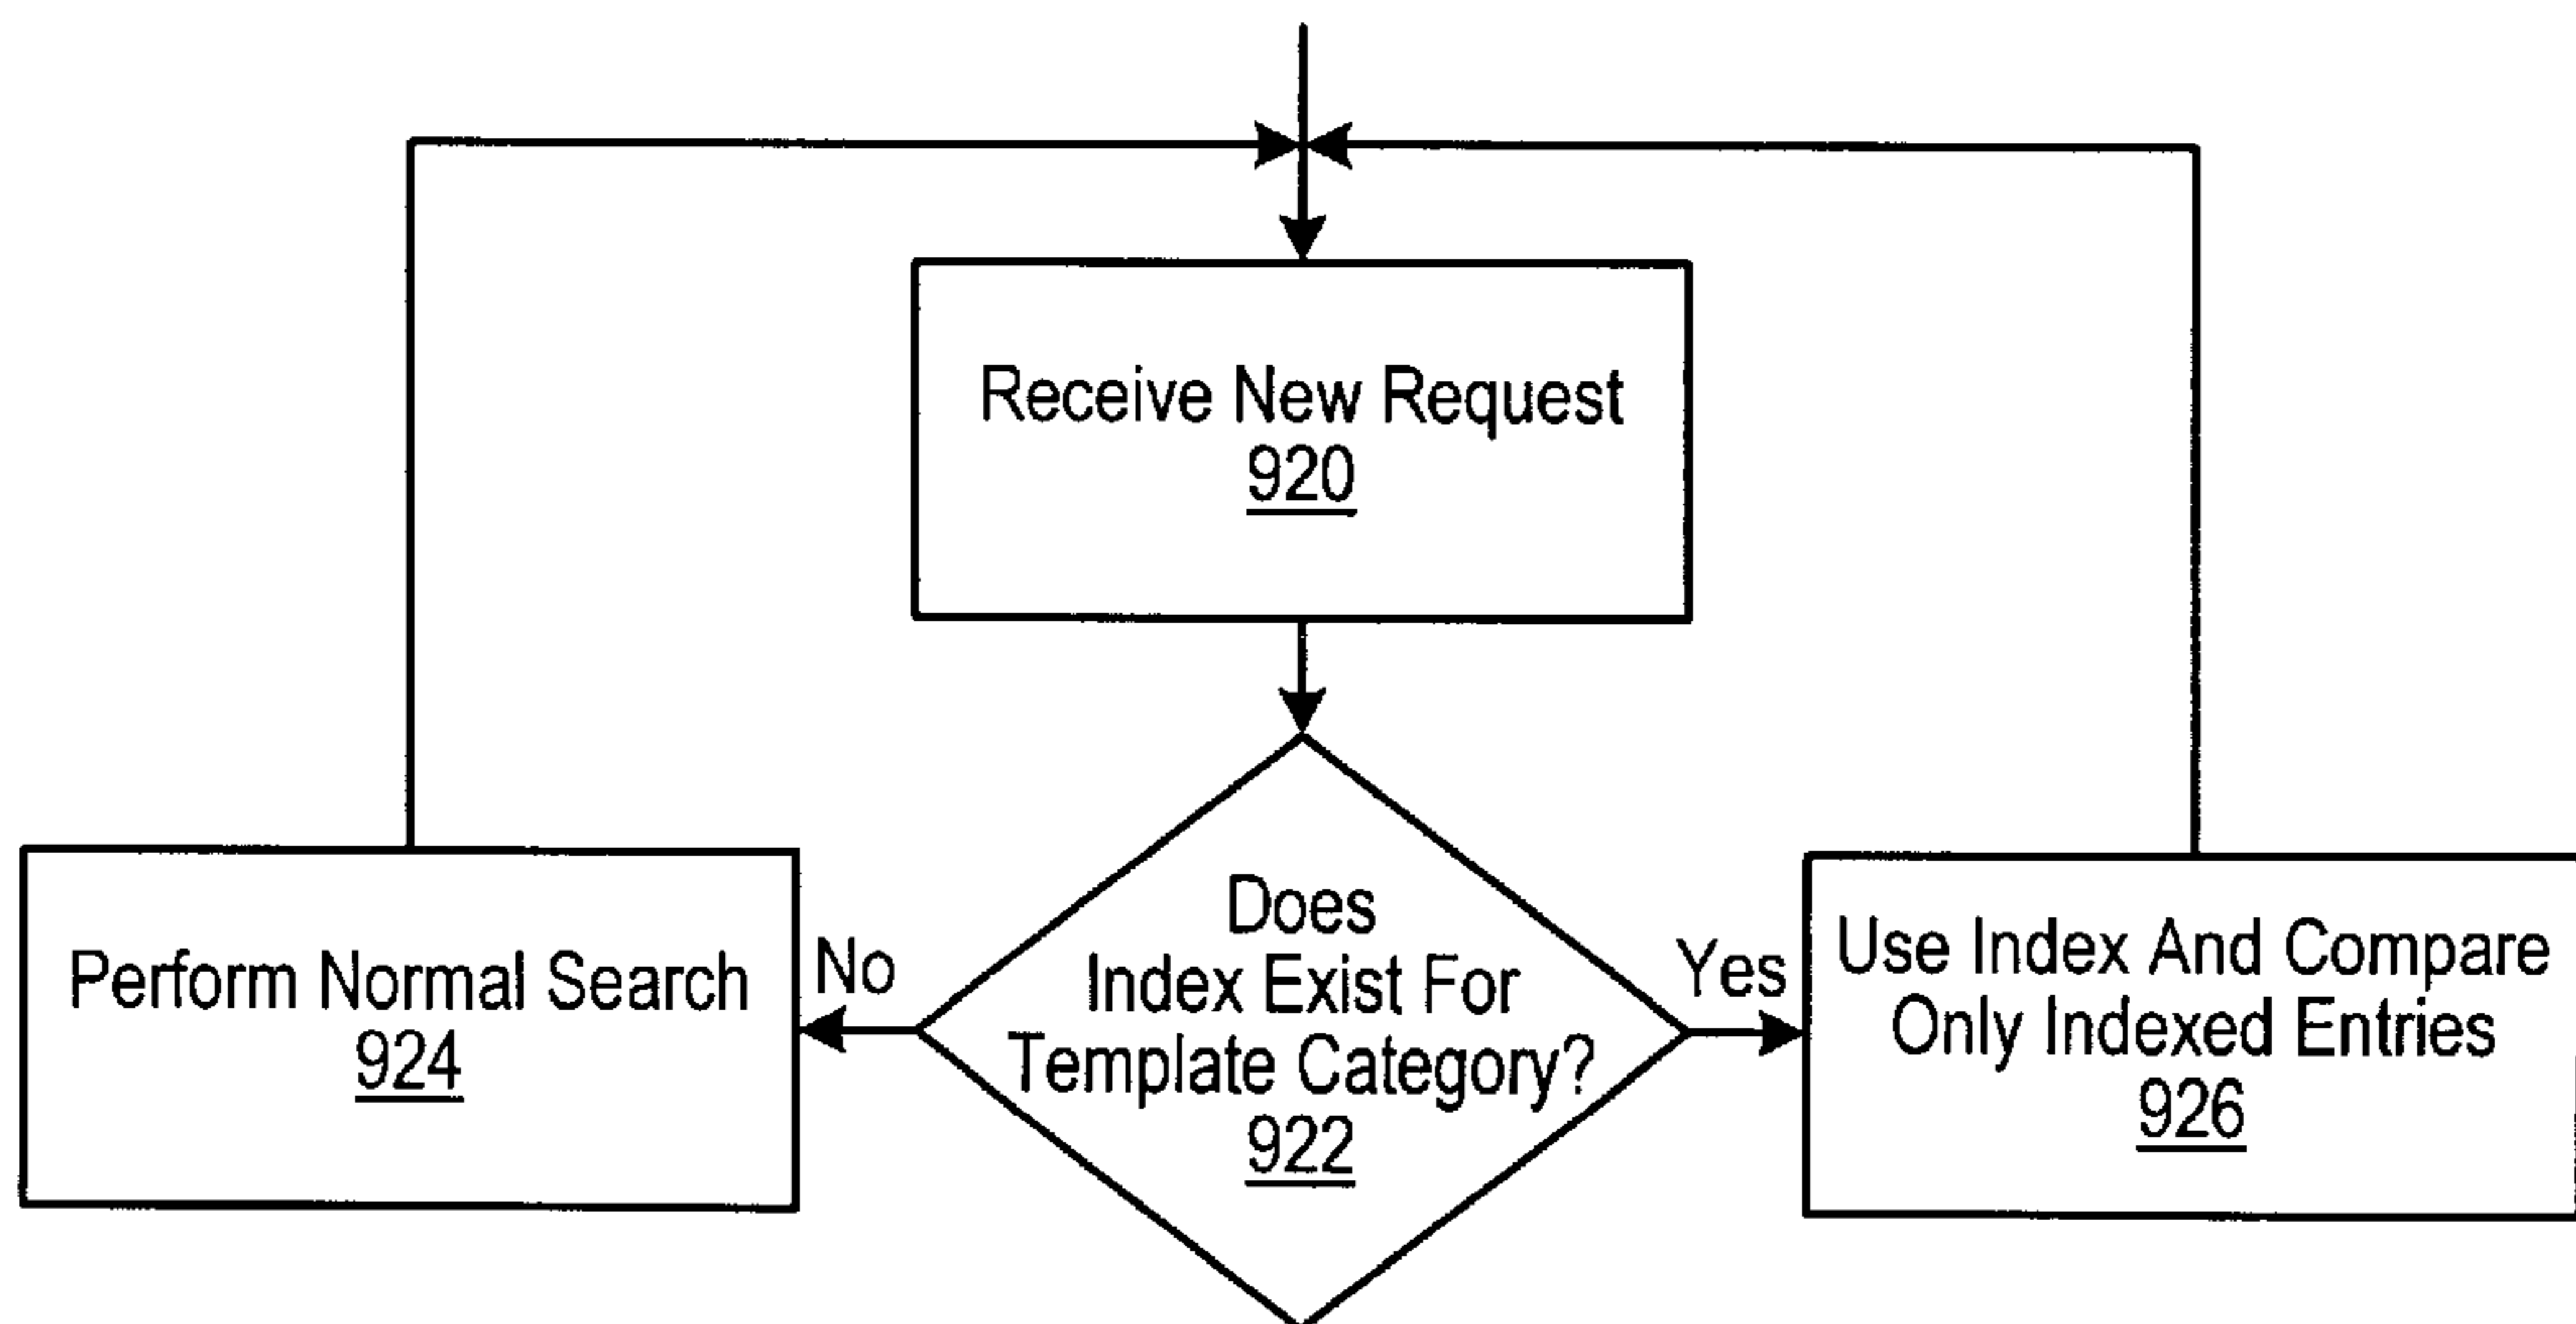 Receive New Request
920
Does
Index Exist For
Template Category?
922
No
Yes
Perform Normal Search
924
Use Index And Compare
Only Indexed Entries
926